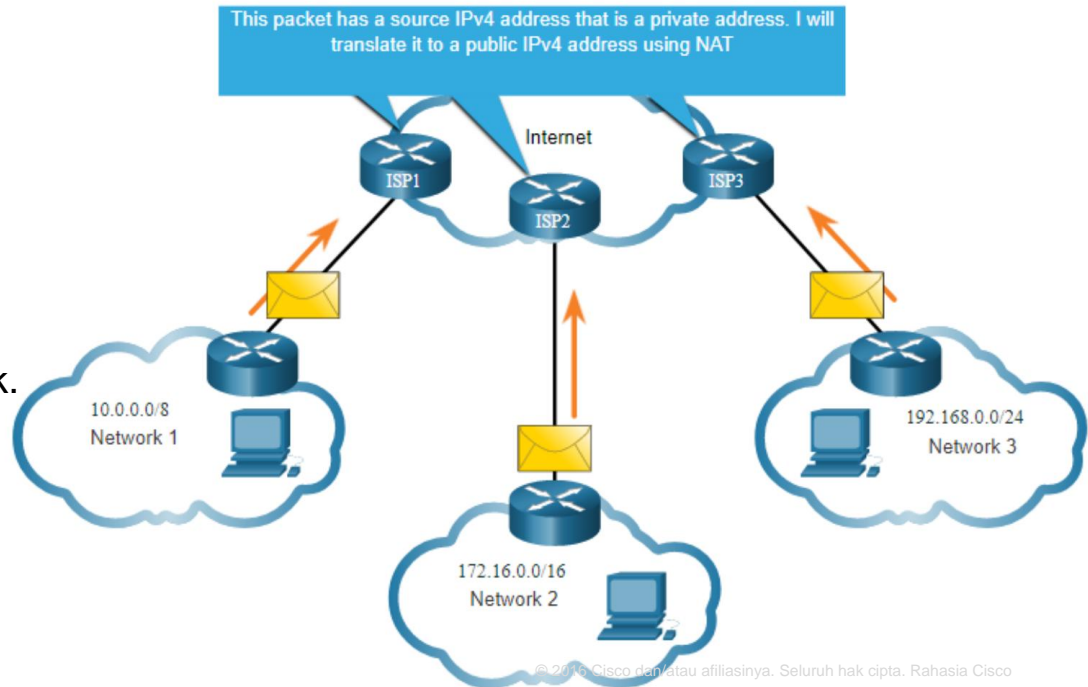 This packet has a source IPv4 address that is a private address. I will
translate it to a public IPv4 address using NAT
Internet
ISP1
ISP2
ISP3
K.
10.0.0.0/8
Network 1
192.168.0.0/24
Network 3
172.16.0.0/16
Network 2
© 2016 Cisco dan/atau afiliasinya. Seluruh hak cipta. Rahasia Cisco